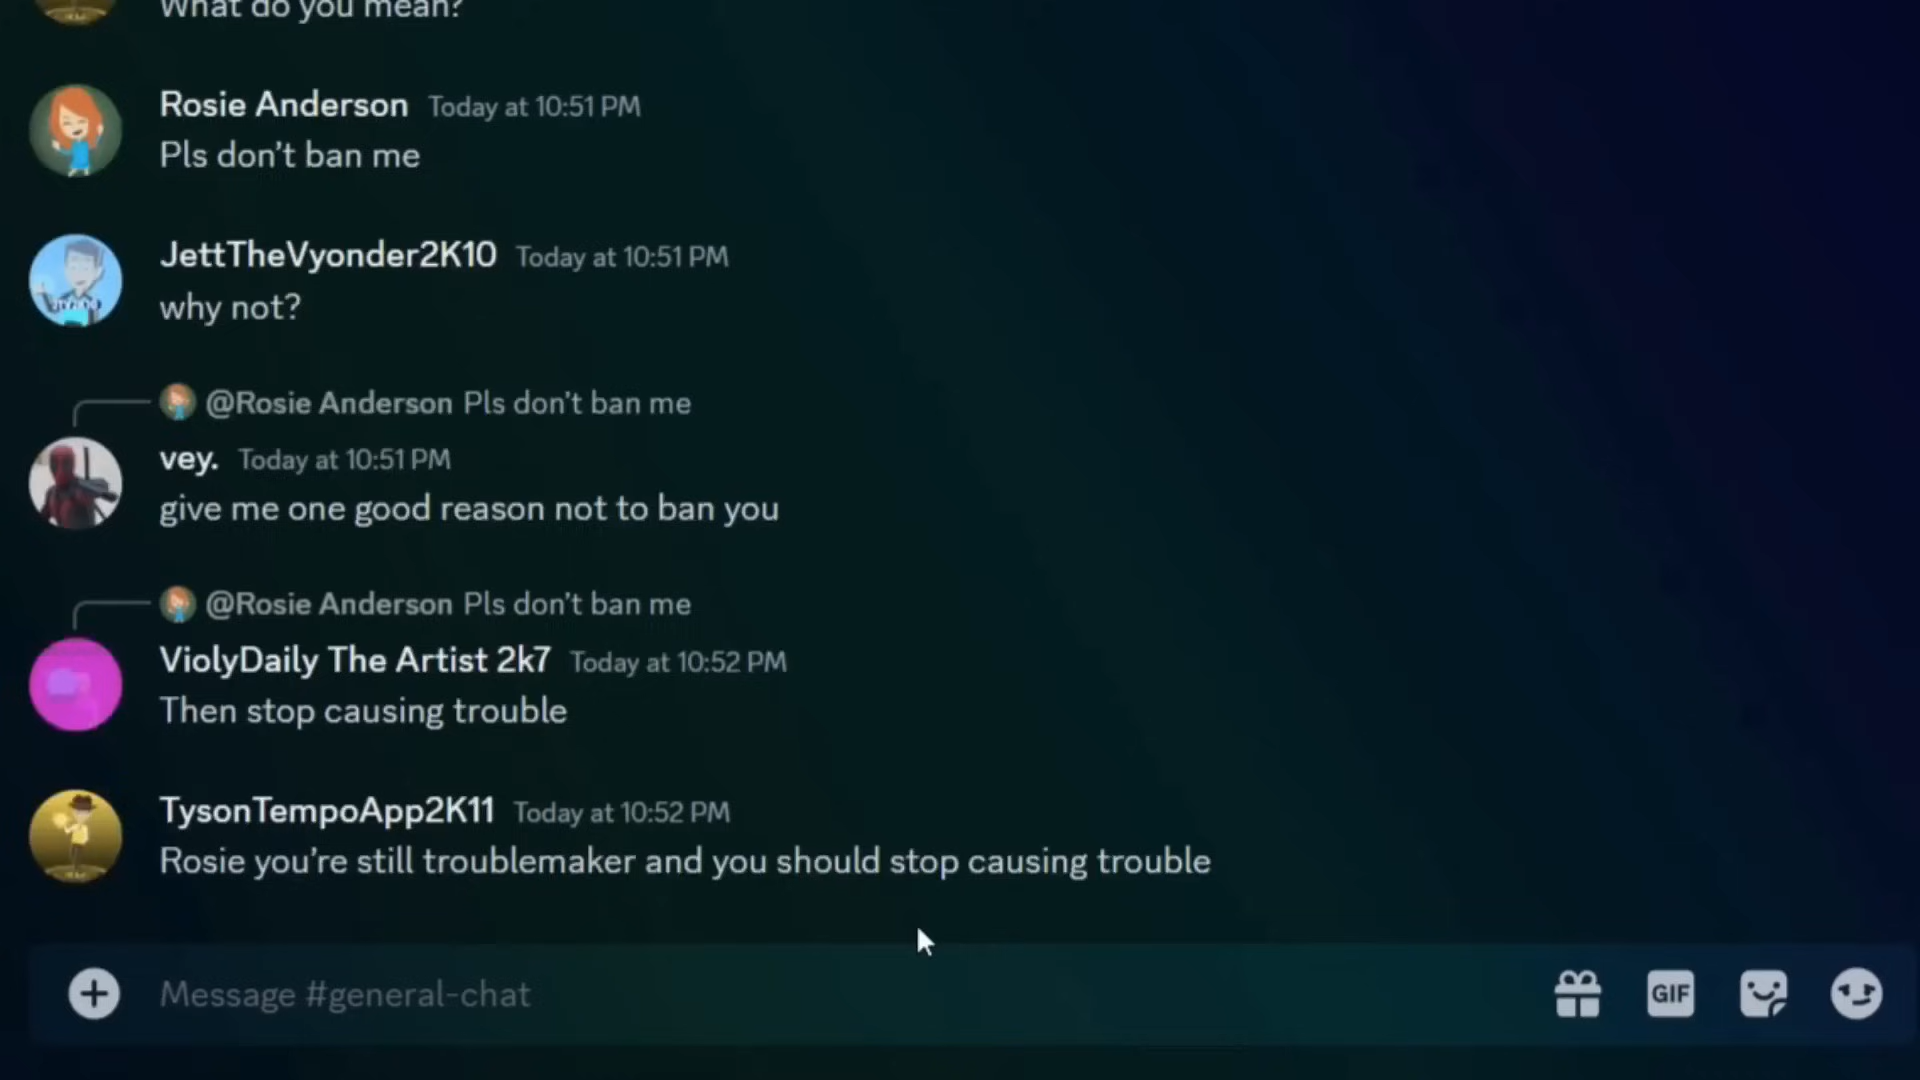 What do you mean?
Rosie Anderson Today at 10:51 PM
Pls don't ban me
JettTheVyonder2K10 Today at 10:51 PM
why not?
@Rosie Anderson Pls don't ban me
vey. Today at 10:51 PM
give me one good reason not to ban you
@Rosie Anderson Pls don't ban me
ViolyDaily The Artist 2k7 Today at 10:52 PM
Then stop causing trouble
TysonTempoApp2K11 Today at 10:52 PM
Rosie you're still troublemaker and you should stop causing trouble
Message #general-chat
GIF